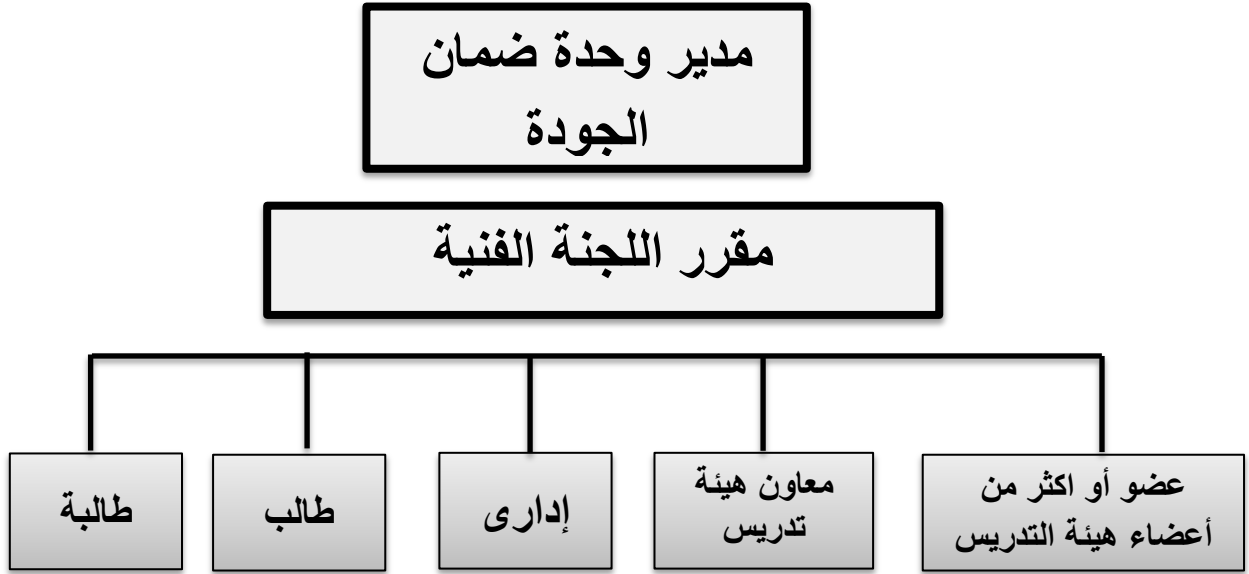 مدير وحدة ضمان
الجودة
مقرر اللجنة الفنية
عضو أو اكثر من
أعضاء هيئة التدريس
معاون هيئة
تدريس
إدارى
طالب
طالبة